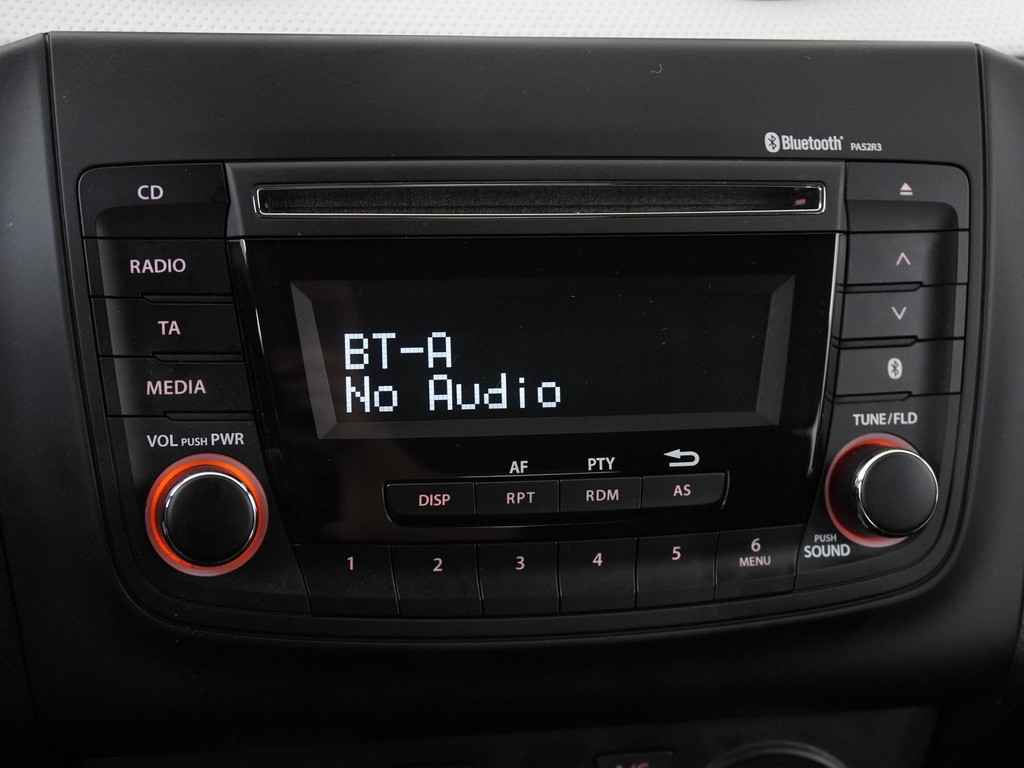 Bluetooth PA52R3
CD
RADIO
TA
MEDIA
VOL PUSH PWR
BT-A
No Audio
TUNE/FLD
AF PTY
DISP RPT RDM AS
1 2 3 4 5 6
MENU
PUSH
SOUND